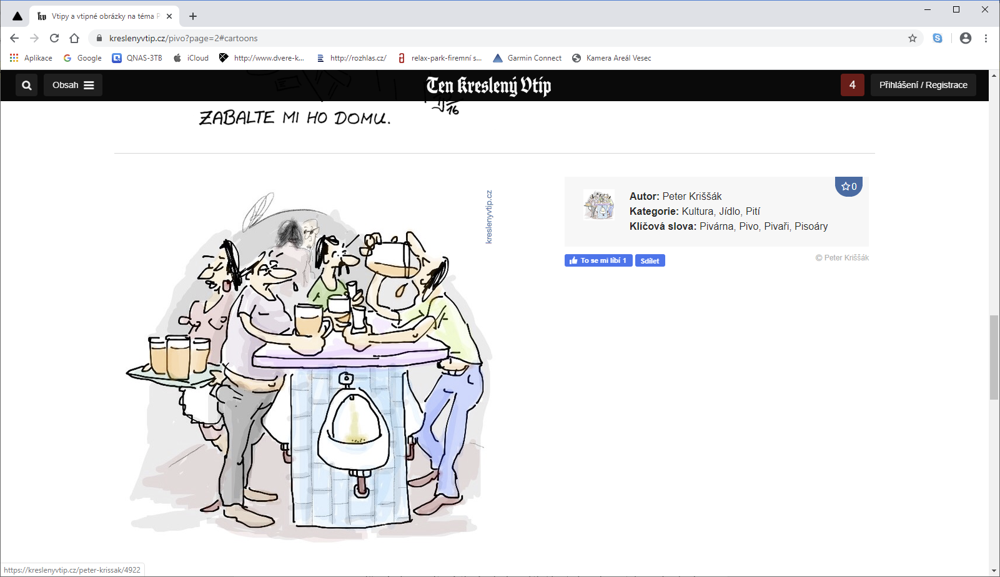 Vtipy a vtipné obrázky na téma P
kreslenyvtip.cz/pivo?page=2#cartoons
Aplikace Google QNAS-3TB iCloud http://www.dvere-k... http://rozhlas.cz/ relax-park-firemní s... Garmin Connect Kamera Areál Vesec
Obsah Ten Kreslený Vtip 4 Přihlášení / Registrace
16
ZABALTE MI HO DOMU.
kreslenyvtip.cz
0
Autor: Peter Kriššák
Kategorie: Kultura, Jídlo, Pití
Klíčová slova: Pivárna, Pivo, Pivaři, Pisoáry
To se mi líbí 1 Sdílet
© Peter Kriššák
https://kreslenyvtip.cz/peter-krissak/4922